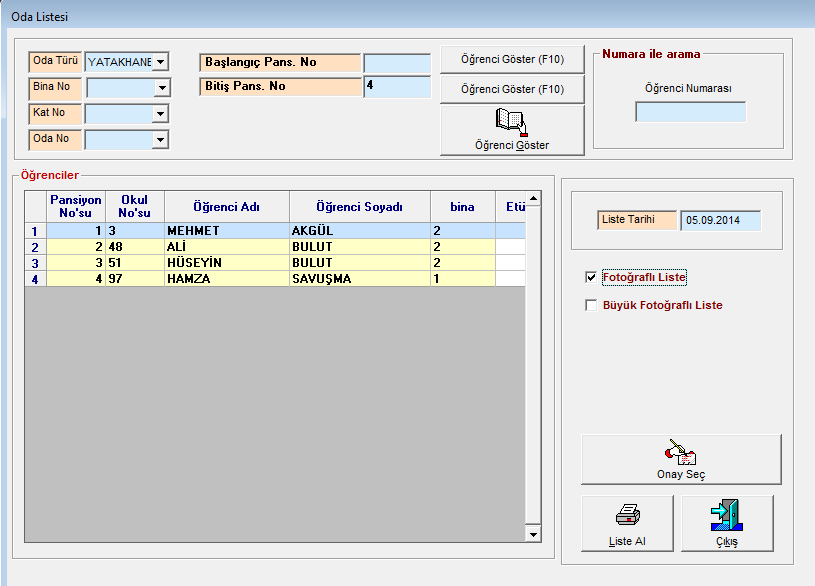 Oda Listesi
Oda Türü YATAKHANE
Bina No
Kat No
Oda No
Başlangıç Pans. No
Bitiş Pans. No 4
Öğrenci Göster (F10)
Öğrenci Göster (F10)
Öğrenci Göster
Numara ile arama
Öğrenci Numarası
Öğrenciler
Pansiyon No'su Okul No'su Öğrenci Adı Öğrenci Soyadı bina Etü
1 1 3 MEHMET AKGÜL 2
2 2 48 ALİ BULUT 2
3 3 51 HÜSEYİN BULUT 2
4 4 97 HAMZA SAVUŞMA 1
Liste Tarihi 05.09.2014
Fotoğraflı Liste
Büyük Fotoğraflı Liste
Onay Seç
Liste Al
Çıkış